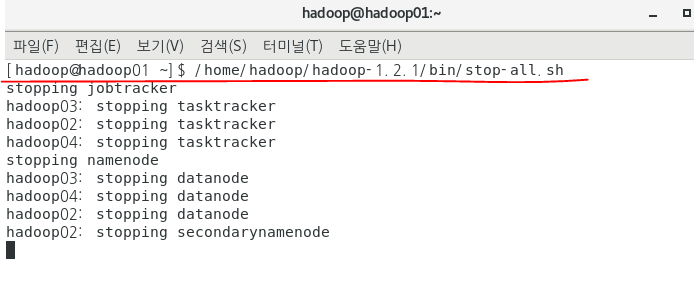 hadoop@hadoop01:~
파일(F) 편집(E) 보기(V) 검색(S) 터미널(T) 도움말(H)
[hadoop@hadoop01 ~]$ /home/hadoop/hadoop-1.2.1/bin/stop-all.sh
stopping jobtracker
hadoop03: stopping tasktracker
hadoop02: stopping tasktracker
hadoop04: stopping tasktracker
stopping namenode
hadoop03: stopping datanode
hadoop04: stopping datanode
hadoop02: stopping datanode
hadoop02: stopping secondarynamenode